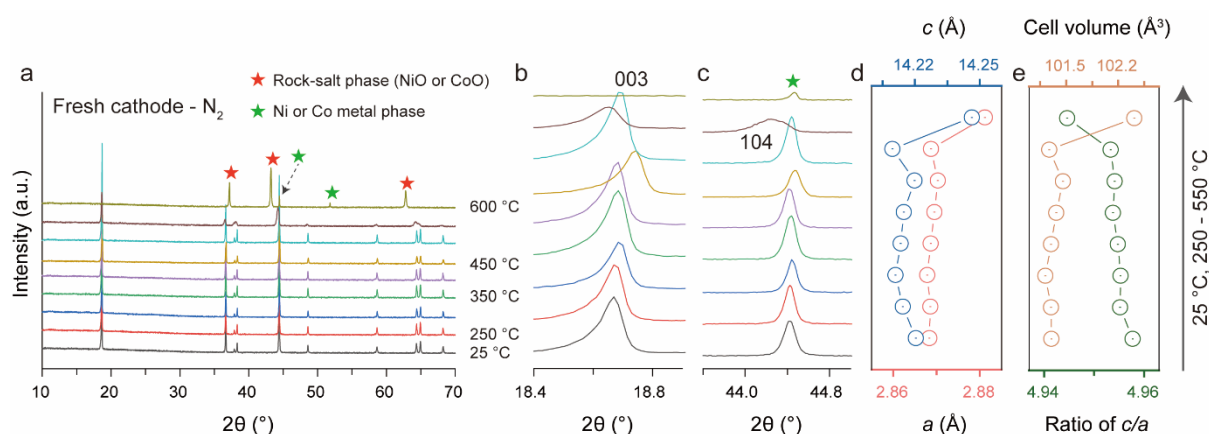 a
Fresh cathode - N₂
★ Rock-salt phase (NiO or CoO)
★ Ni or Co metal phase
Intensity (a.u.)
600 °C
450 °C
350 °C
250 °C
25 °C
10 20 30 40 50 60 70
2θ (°)
b
003
18.4 18.8
2θ (°)
c
104
44.0 44.8
2θ (°)
d
c (Å)
14.22 14.25
2.86 2.88
a (Å)
e
Cell volume (Å³)
101.5 102.2
4.94 4.96
Ratio of c/a
25 °C, 250 - 550 °C